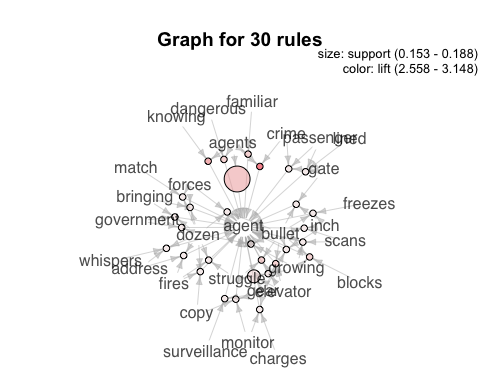 Graph for 30 rules
size: support (0.153 - 0.188)
color: lift (2.558 - 3.148)
familiar
dangerous
knowing
crime
passenger
agents
match
forces
gate
bringing
freezes
government
agent
inch
dozen
bullet
scans
whispers
address
growing
struggle
fires
blocks
gear
elevator
copy
monitor
surveillance
charges